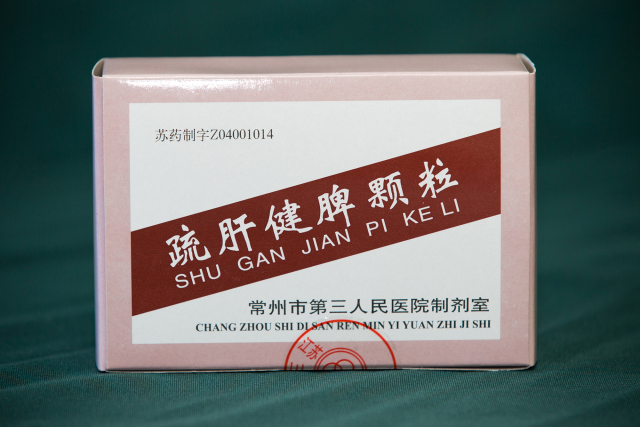 苏药制字Z04001014
疏肝健脾颗粒
SHU GAN JIAN PI KE LI
常州市第三人民医院制剂室
CHANG ZHOU SHI DI SAN REN MIN YI YUAN ZHI JI SHI
江苏